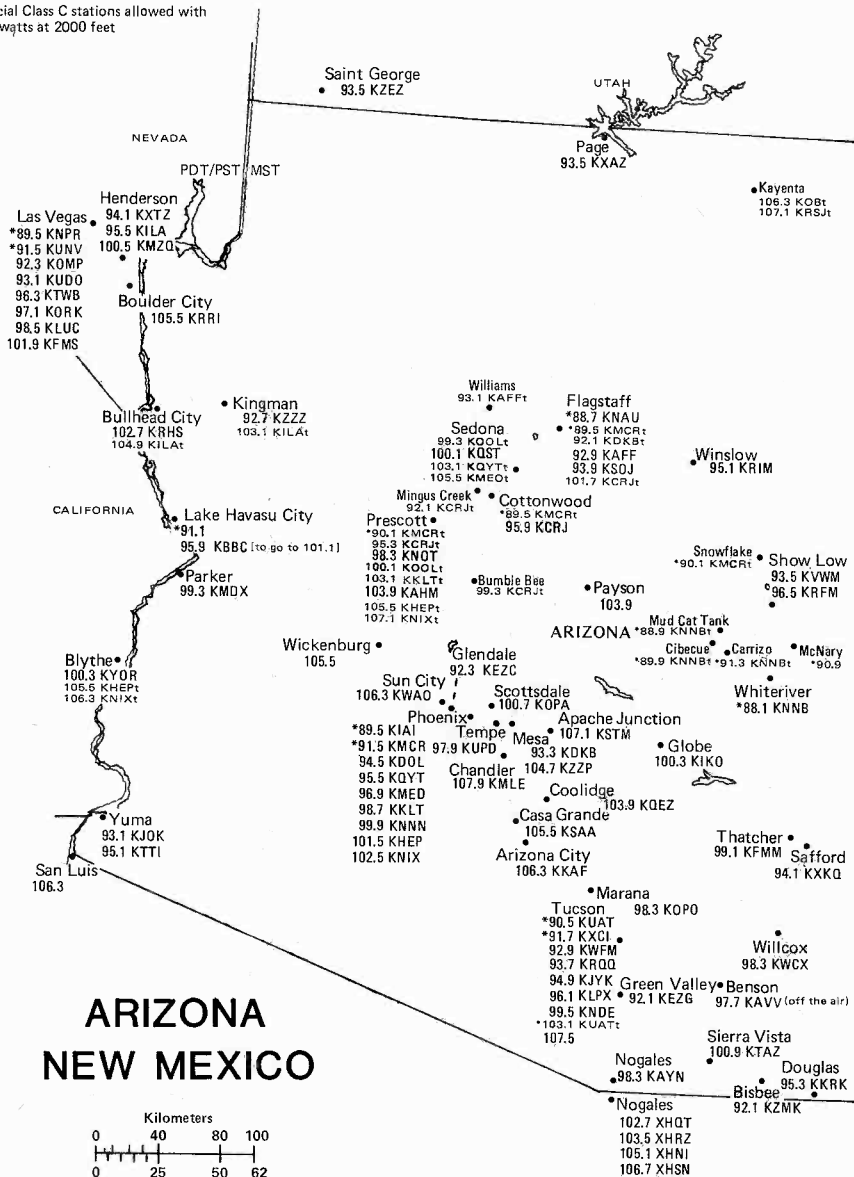 cial Class C stations allowed with
watts at 2000 feet
Saint George
93.5 KZEZ
UTAH
NEVADA
Page
93.5 KXAZ
PDT/PST
MST
Kayenta
106.3 KOBt
107.1 KRSJt
Henderson
94.1 KXTZ
95.5 KILA
100.5 KMZQ
Las Vegas
*89.5 KNPR
*91.5 KUNV
92.3 KOMP
93.1 KUDO
96.3 KTWB
97.1 KORK
98.5 KLUC
101.9 KFMS
Boulder City
105.5 KRRI
Bullhead City
102.7 KRHS
104.9 KILAt
Kingman
92.7 KZZZ
103.1 KILAt
Williams
93.1 KAFFt
Sedona
99.3 KOOLt
100.1 KQST
103.1 KQYTt
105.5 KMEOt
Flagstaff
*88.7 KNAU
*89.5 KMCRt
92.1 KDKBt
92.9 KAFF
93.9 KSOJ
101.7 KCRJt
Winslow
95.1 KRIM
CALIFORNIA
Lake Havasu City
*91.1
95.9 KBBC [to go to 101.1]
Mingus Creek
92.1 KCRJt
Cottonwood
*89.5 KMCRt
95.9 KCRJ
Prescott
*90.1 KMCRt
95.3 KCRJt
98.3 KNOT
100.1 KOOLt
103.1 KKLTt
103.9 KAHM
105.5 KHEPt
107.1 KNIXt
Parker
99.3 KMDX
Bumble Bee
99.3 KCRJt
Payson
103.9
Snowflake
*90.1 KMCRt
Show Low
93.5 KVWM
96.5 KRFM
ARIZONA
Mud Cat Tank
*88.9 KNNBt
Cibecue
*89.9 KNNBt
Carrizo
*91.3 KNNBt
McNary
*90.9
Whiteriver
*88.1 KNNB
Wickenburg
105.5
Blythe
100.3 KYOR
105.5 KHEPt
106.3 KNIXt
Glendale
92.3 KEZC
Sun City
106.3 KWAO
Scottsdale
100.7 KOPA
Phoenix
*89.5 KIAI
*91.5 KMCR
94.5 KDOL
95.5 KQYT
96.9 KMED
98.7 KKLT
99.9 KNNN
101.5 KHEP
102.5 KNIX
Tempe
97.9 KUPD
Mesa
93.3 KDKB
104.7 KZZP
Apache Junction
107.1 KSTM
Chandler
107.9 KMLE
Globe
100.3 KIKO
Coolidge
103.9 KQEZ
Casa Grande
105.5 KSAA
Arizona City
106.3 KKAF
Yuma
93.1 KJOK
95.1 KTTI
San Luis
106.3
Thatcher
99.1 KFMM
Safford
94.1 KXKQ
Marana
98.3 KOPO
Tucson
*90.5 KUAT
*91.7 KXCI
92.9 KWFM
93.7 KRQQ
94.9 KJYK
96.1 KLPX
99.5 KNDE
*103.1 KUATt
107.5
Willcox
98.3 KWCX
Green Valley
92.1 KEZG
Benson
97.7 KAVV (off the air)
Sierra Vista
100.9 KTAZ
Nogales
98.3 KAYN
Bisbee
92.1 KZMK
Douglas
95.3 KKRK
Nogales
102.7 XHQT
103.5 XHRZ
105.1 XHNI
106.7 XHSN
ARIZONA
NEW MEXICO
Kilometers
0 40 80 100
0 25 50 62